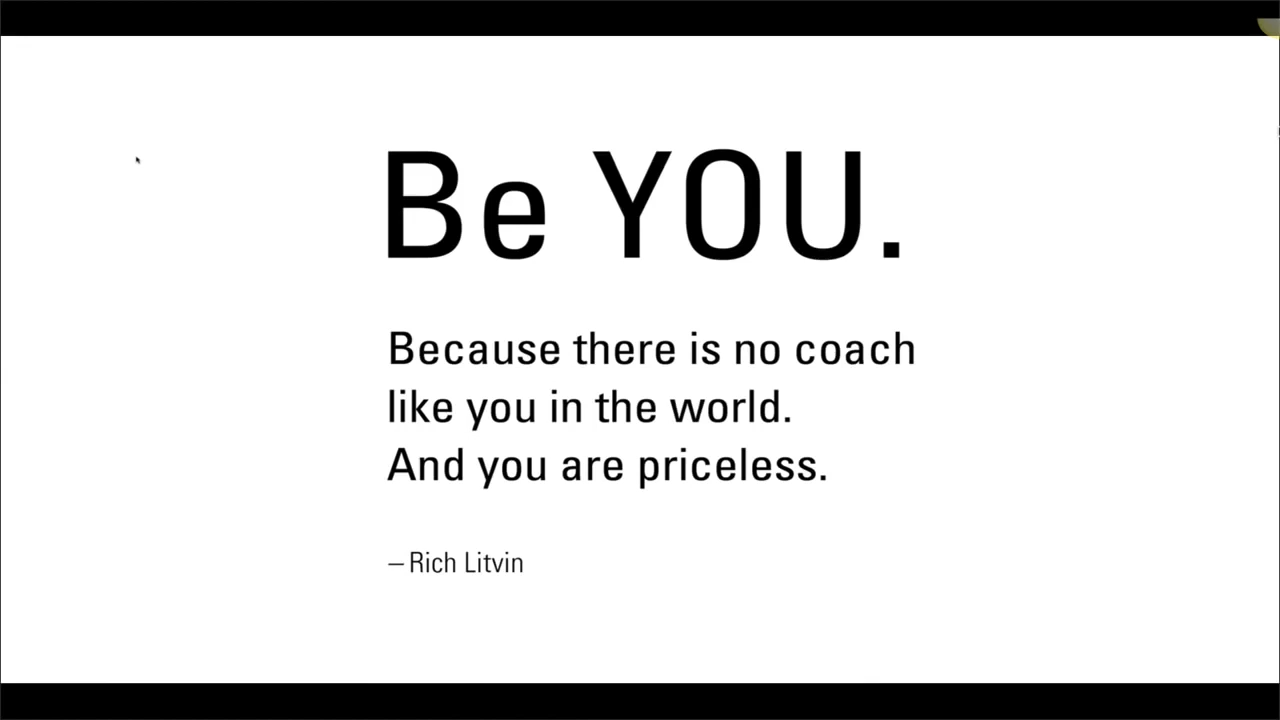 Be YOU.
Because there is no coach
like you in the world.
And you are priceless.
– Rich Litvin